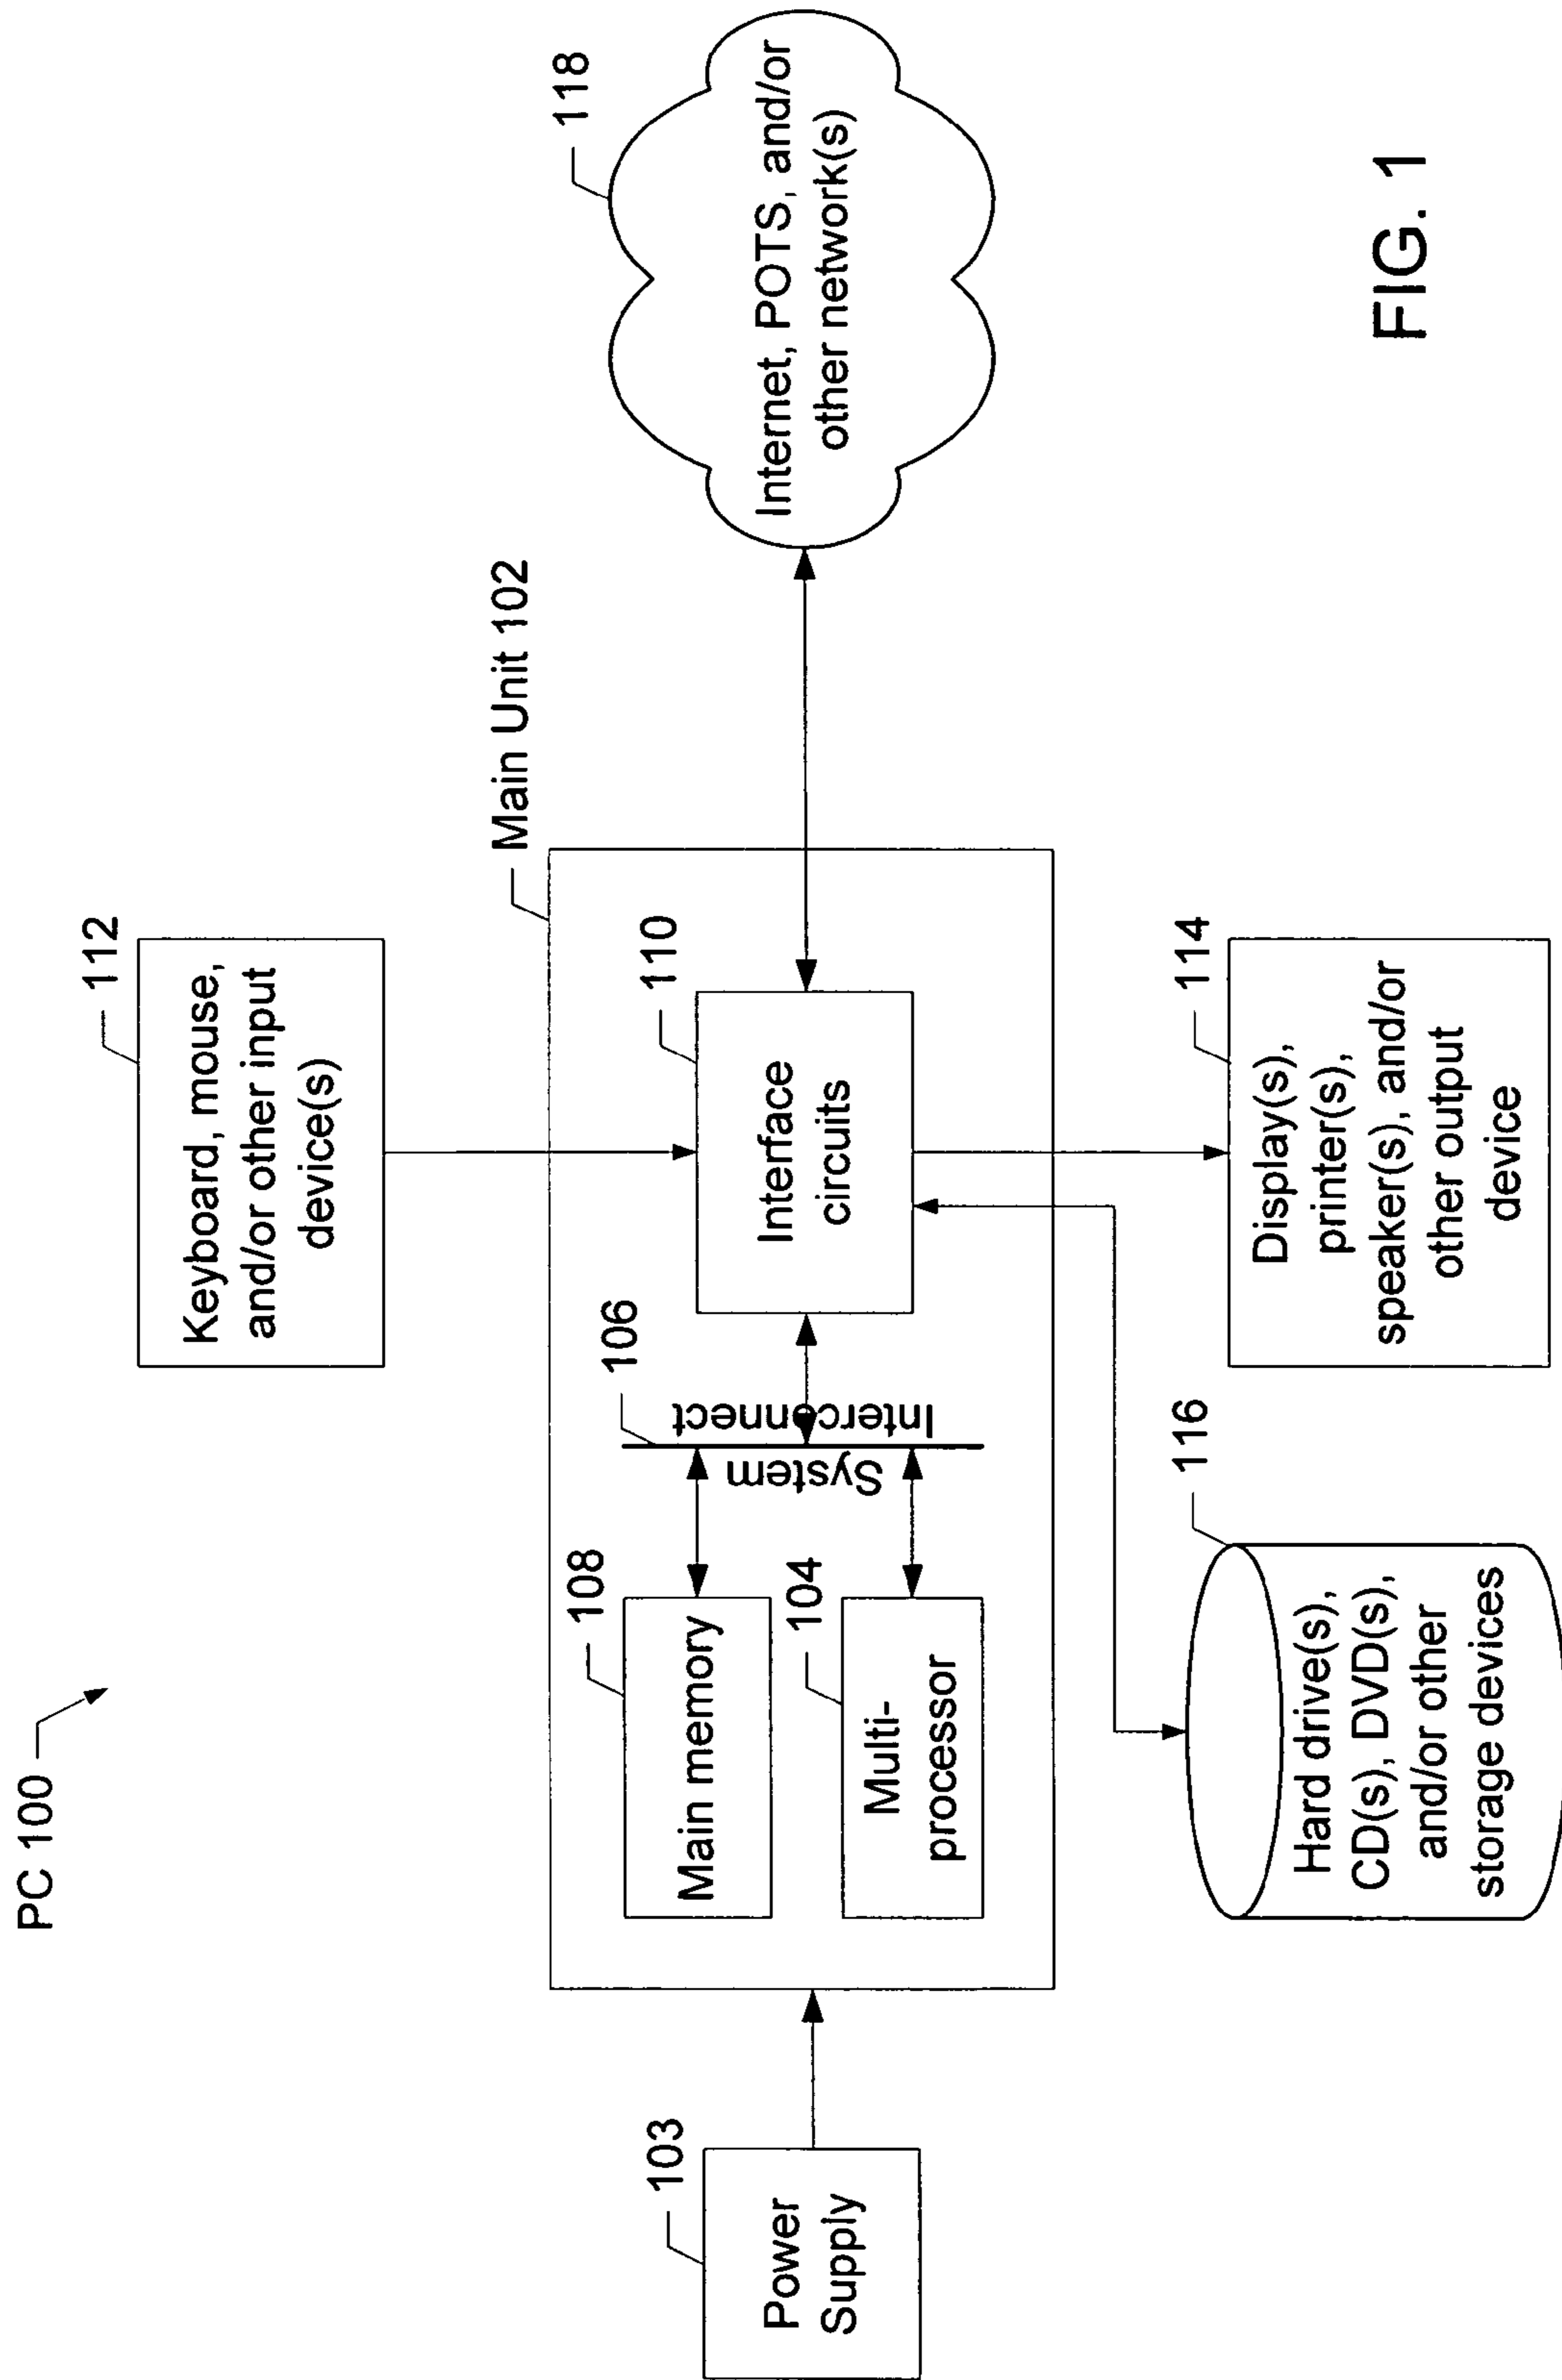 PC 100
112
Keyboard, mouse,
and/or other input
device(s)
Main Unit 102
118
Internet, POTS, and/or
other network(s)
103
Power
Supply
108
Main memory
104
Multi-
processor
106
System
Interconnect
110
Interface
circuits
116
Hard drive(s),
CD(s), DVD(s),
and/or other
storage devices
114
Display(s),
printer(s),
speaker(s), and/or
other output
device
FIG. 1